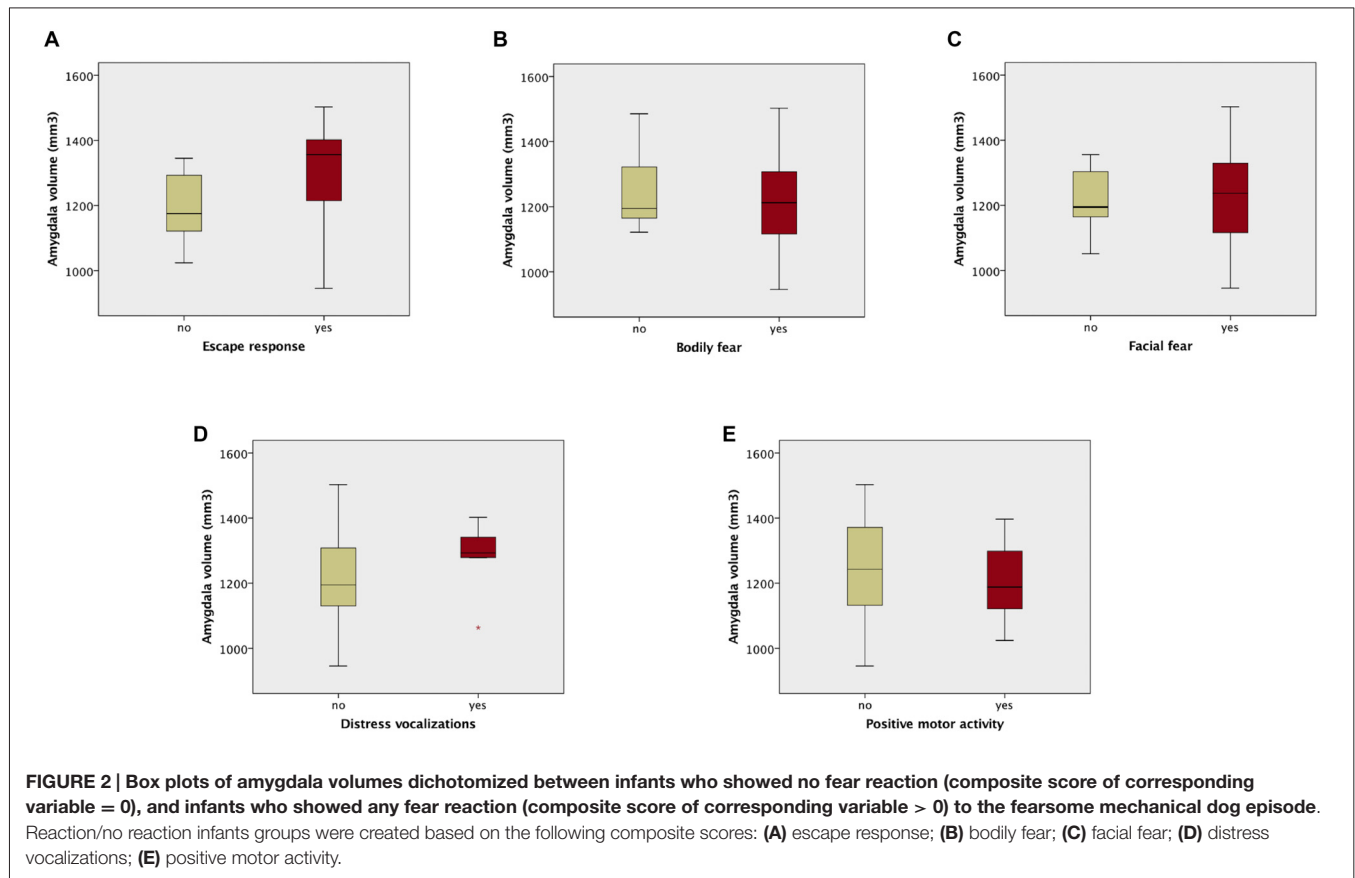 A
1600
1400
1200
1000
Amygdala volume (mm3)
no
yes
Escape response
B
1600
1400
1200
1000
Amygdala volume (mm3)
no
yes
Bodily fear
C
1600
1400
1200
1000
Amygdala volume (mm3)
no
yes
Facial fear
D
1600
1400
1200
1000
Amygdala volume (mm3)
*
no
yes
Distress vocalizations
E
1600
1400
1200
1000
Amygdala volume (mm3)
no
yes
Positive motor activity
FIGURE 2 | Box plots of amygdala volumes dichotomized between infants who showed no fear reaction (composite score of corresponding
variable = 0), and infants who showed any fear reaction (composite score of corresponding variable > 0) to the fearsome mechanical dog episode.
Reaction/no reaction infants groups were created based on the following composite scores: (A) escape response; (B) bodily fear; (C) facial fear; (D) distress
vocalizations; (E) positive motor activity.